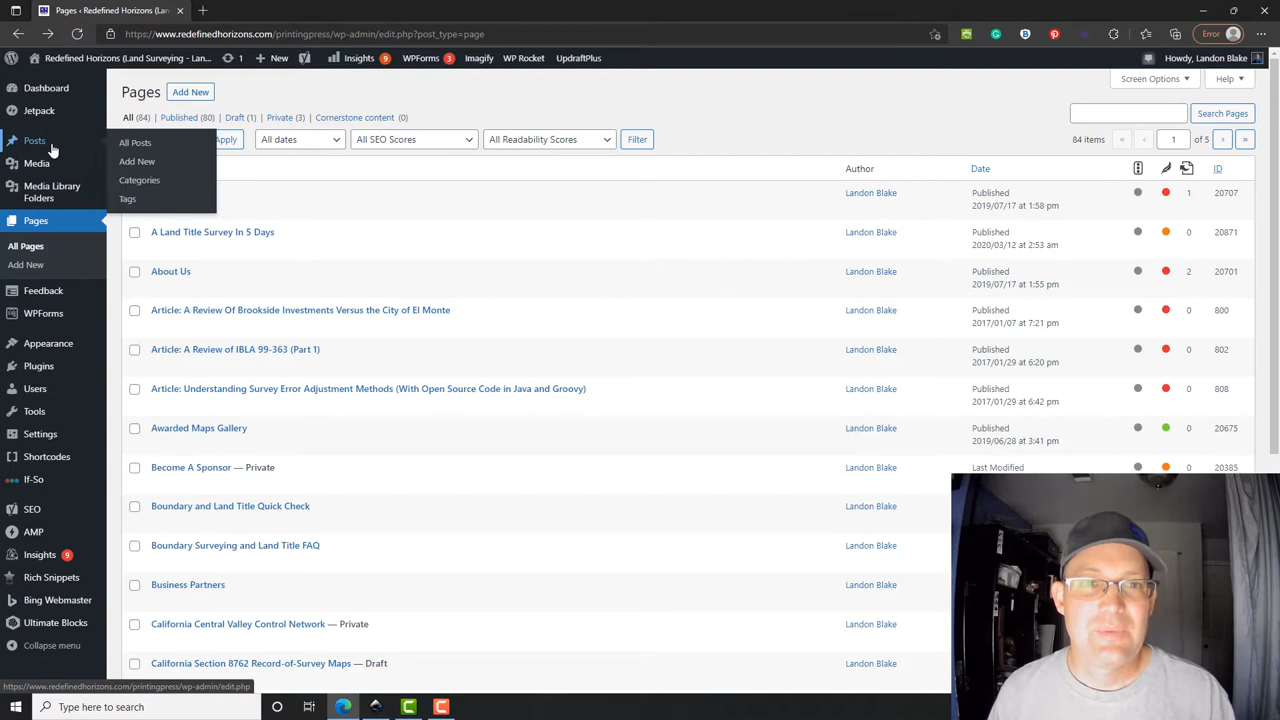 Pages ‹ Redefined Horizons (Lan
https://www.redefinedhorizons.com/printingpress/wp-admin/edit.php?post_type=page
Error
Redefined Horizons (Land Surveying - Lan... 1 New Insights 9 WPForms 3 Imagify WP Rocket UpdraftPlus Howdy, Landon Blake
Dashboard
Jetpack
Posts
Media
Media Library
Folders
Pages
All Pages
Add New
Feedback
WPForms
Appearance
Plugins
Users
Tools
Settings
Shortcodes
If-So
SEO
AMP
Insights 9
Rich Snippets
Bing Webmaster
Ultimate Blocks
Collapse menu
All Posts
Add New
Categories
Tags
Screen Options Help
Pages Add New
All (84) Published (80) Draft (1) Private (3) Cornerstone content (0)
Search Pages
Apply All dates All SEO Scores All Readability Scores Filter 84 items « ‹ 1 of 5 › »
Author Date ID
Landon Blake Published 2019/07/17 at 1:58 pm 1 20707
A Land Title Survey In 5 Days Landon Blake Published 2020/03/12 at 2:53 am 0 20871
About Us Landon Blake Published 2019/07/17 at 1:55 pm 2 20701
Article: A Review Of Brookside Investments Versus the City of El Monte Landon Blake Published 2017/01/07 at 7:21 pm 0 800
Article: A Review of IBLA 99-363 (Part 1) Landon Blake Published 2017/01/29 at 6:20 pm 0 802
Article: Understanding Survey Error Adjustment Methods (With Open Source Code in Java and Groovy) Landon Blake Published 2017/01/29 at 6:42 pm 0 808
Awarded Maps Gallery Landon Blake Published 2019/06/28 at 3:41 pm 0 20675
Become A Sponsor — Private Landon Blake Last Modified 0 20385
Boundary and Land Title Quick Check Landon Blake
Boundary Surveying and Land Title FAQ Landon Blake
Business Partners Landon Blake
California Central Valley Control Network — Private Landon Blake
California Section 8762 Record-of-Survey Maps — Draft Landon Blake
https://www.redefinedhorizons.com/printingpress/wp-admin/edit.php
Type here to search